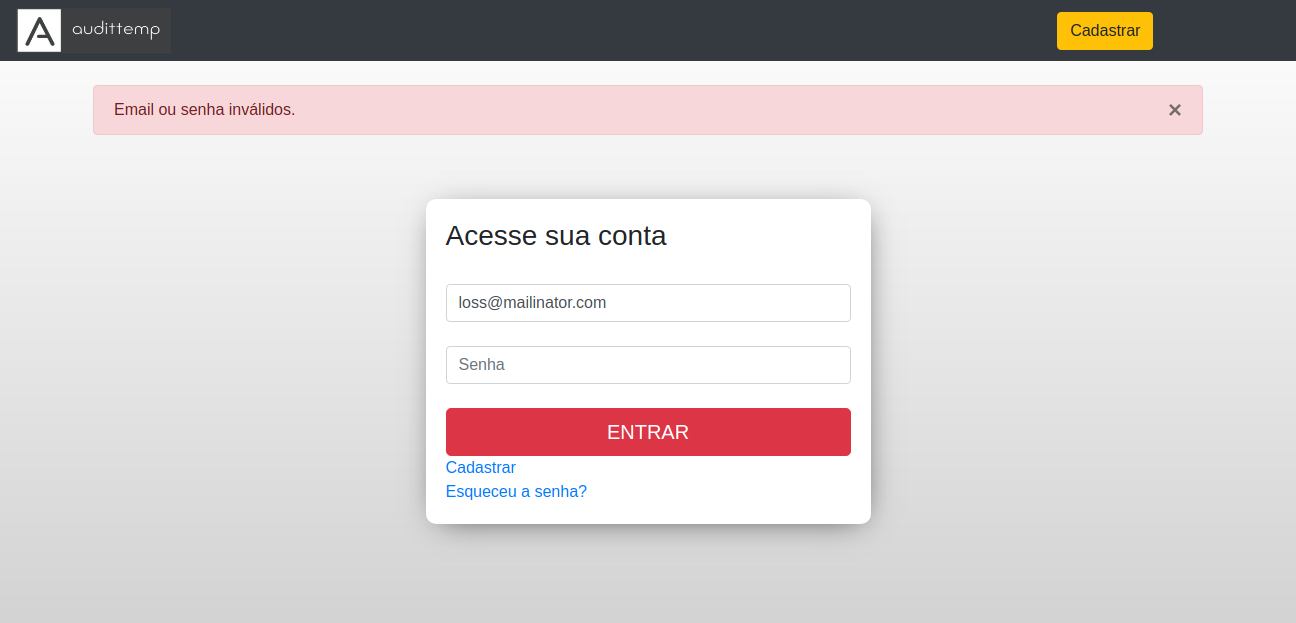 audittemp
Cadastrar
Email ou senha inválidos.
×
Acesse sua conta
loss@mailinator.com
Senha
ENTRAR
Cadastrar
Esqueceu a senha?